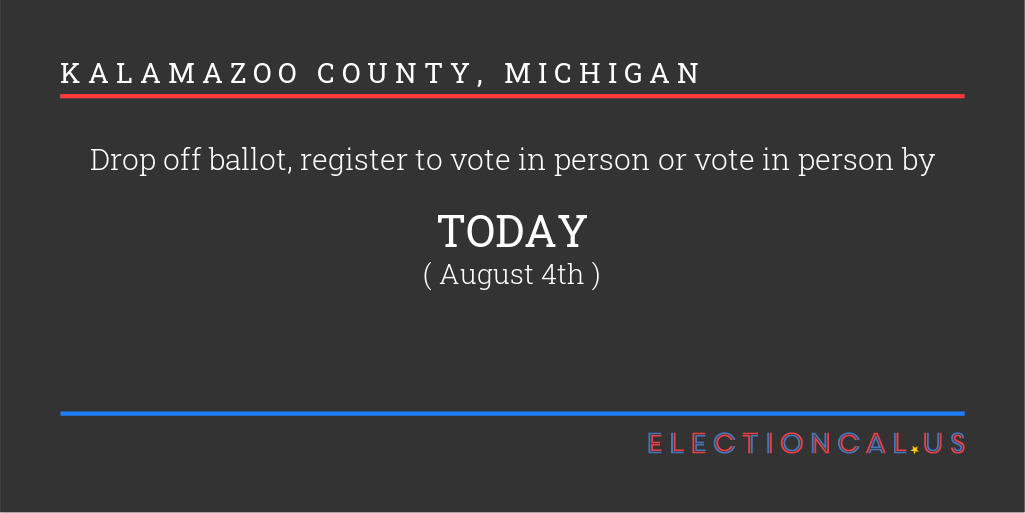 KALAMAZOO COUNTY, MICHIGAN
Drop off ballot, register to vote in person or vote in person by
TODAY
( August 4th )
ELECTIONCAL.US